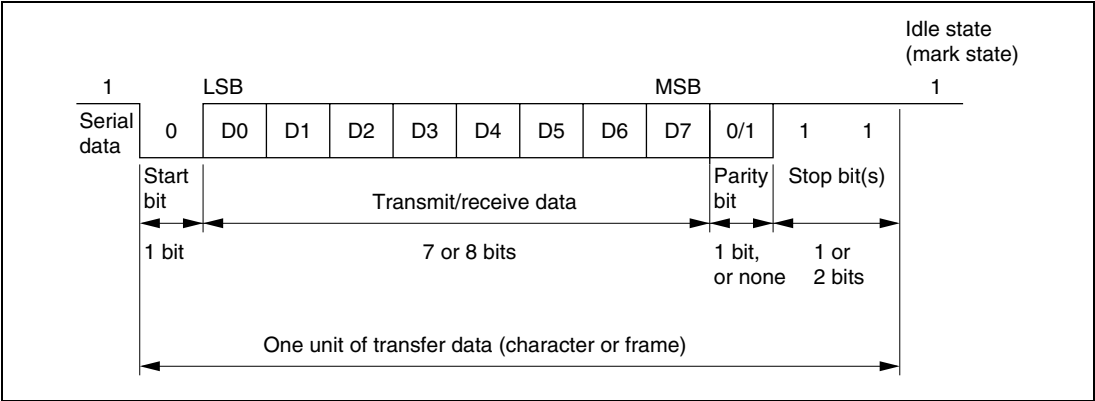 Idle state
(mark state)
1 LSB MSB 1
Serial
data
0 D0 D1 D2 D3 D4 D5 D6 D7 0/1 1 1
Start
bit
Transmit/receive data
Parity
bit
Stop bit(s)
1 bit
7 or 8 bits
1 bit,
or none
1 or
2 bits
One unit of transfer data (character or frame)